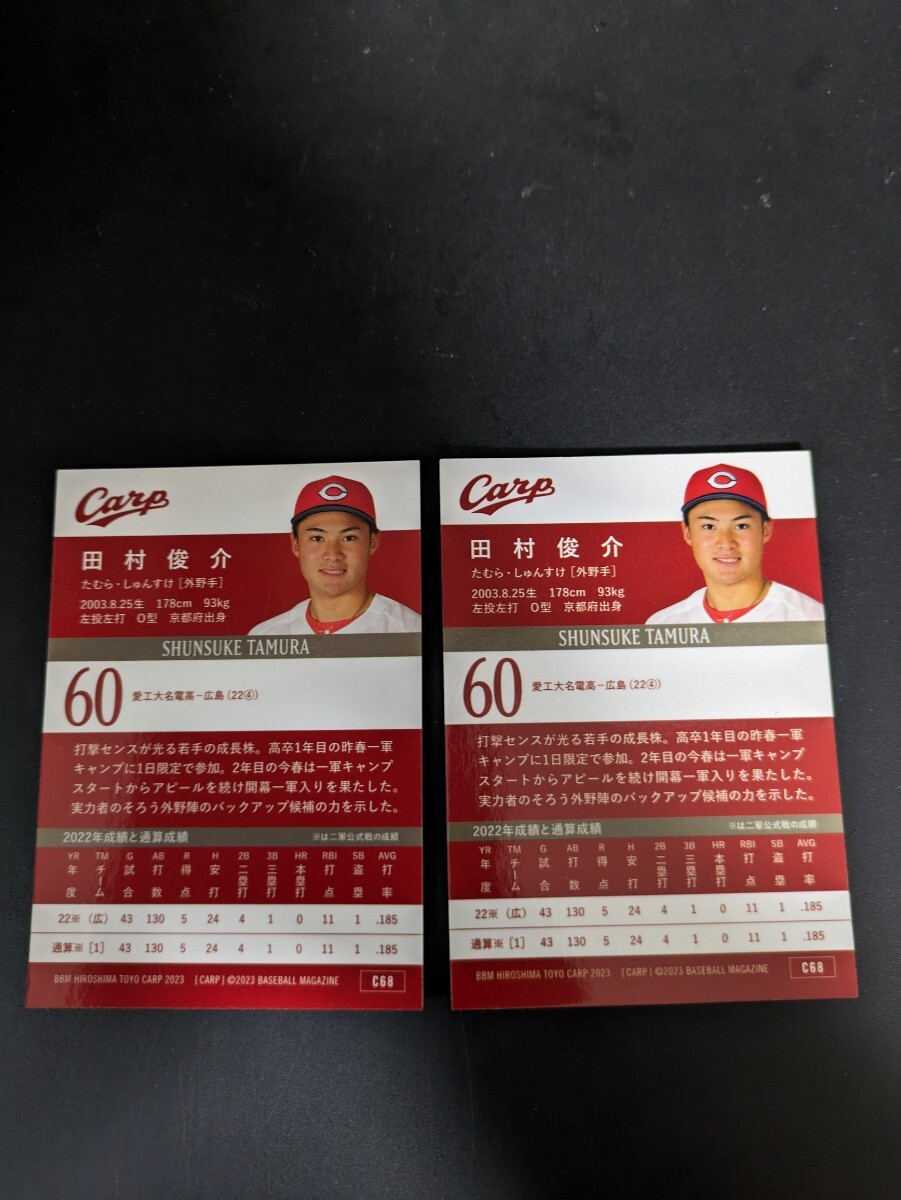 Carp
田村俊介
たむら・しゅんすけ［外野手］
2003.8.25生 178cm 93kg
左投左打 O型 京都府出身
SHUNSUKE TAMURA
60
愛工大名電高－広島（22④）
打撃センスが光る若手の成長株。高卒1年目の昨春一軍
キャンプに1日限定で参加。2年目の今春は一軍キャンプ
スタートからアピールを続け開幕一軍入りを果たした。
実力者のそろう外野陣のバックアップ候補の力を示した。
2022年成績と通算成績 ※は二軍公式戦の成績
YR TM G AB R H 2B 3B HR RBI SB AVG
年度 チーム 試合 打数 得点 安打 二塁打 三塁打 本塁打 打点 盗塁 打率
22※（広） 43 130 5 24 4 1 0 11 1 .185
通算※［1］ 43 130 5 24 4 1 0 11 1 .185
BBM HIROSHIMA TOYO CARP 2023 [CARP] ©2023 BASEBALL MAGAZINE C68
Carp
田村俊介
たむら・しゅんすけ［外野手］
2003.8.25生 178cm 93kg
左投左打 O型 京都府出身
SHUNSUKE TAMURA
60
愛工大名電高－広島（22④）
打撃センスが光る若手の成長株。高卒1年目の昨春一軍
キャンプに1日限定で参加。2年目の今春は一軍キャンプ
スタートからアピールを続け開幕一軍入りを果たした。
実力者のそろう外野陣のバックアップ候補の力を示した。
2022年成績と通算成績 ※は二軍公式戦の成績
YR TM G AB R H 2B 3B HR RBI SB AVG
年度 チーム 試合 打数 得点 安打 二塁打 三塁打 本塁打 打点 盗塁 打率
22※（広） 43 130 5 24 4 1 0 11 1 .185
通算※［1］ 43 130 5 24 4 1 0 11 1 .185
BBM HIROSHIMA TOYO CARP 2023 [CARP] ©2023 BASEBALL MAGAZINE C68